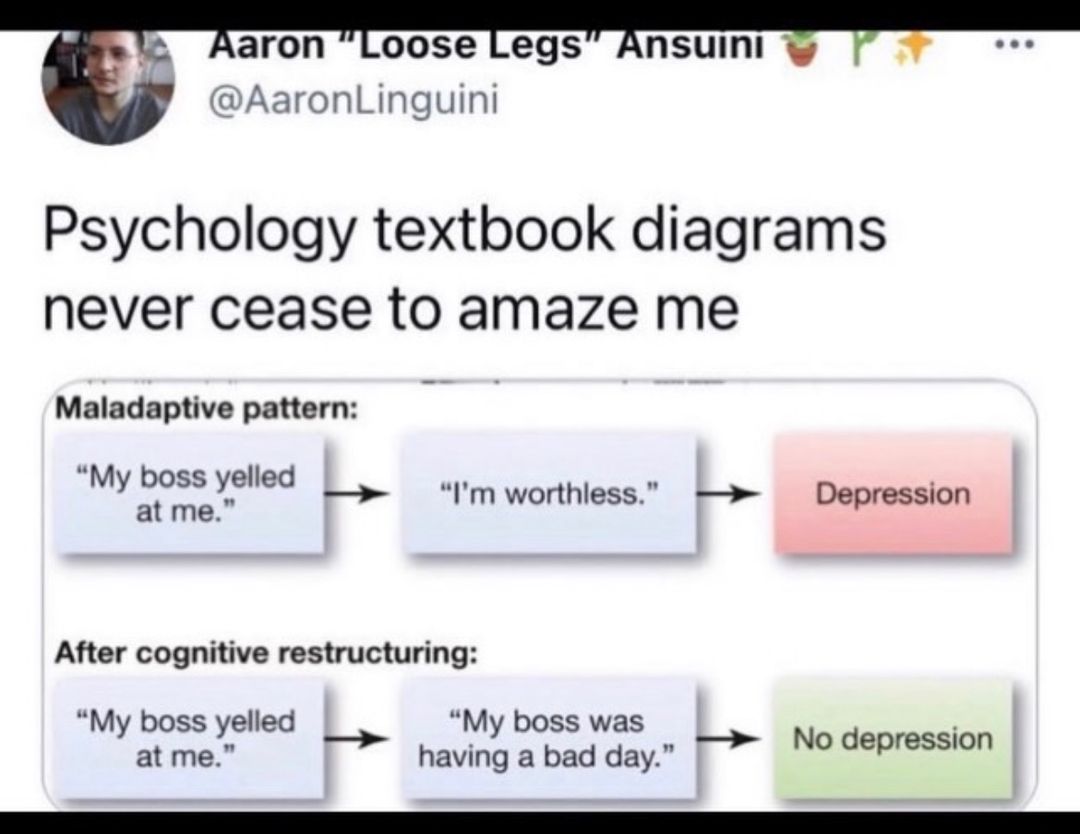 Aaron "Loose Legs" Ansuini
@AaronLinguini
Psychology textbook diagrams
never cease to amaze me
Maladaptive pattern:
“My boss yelled
at me.”
“I’m worthless.”
Depression
After cognitive restructuring:
“My boss yelled
at me.”
“My boss was
having a bad day.”
No depression